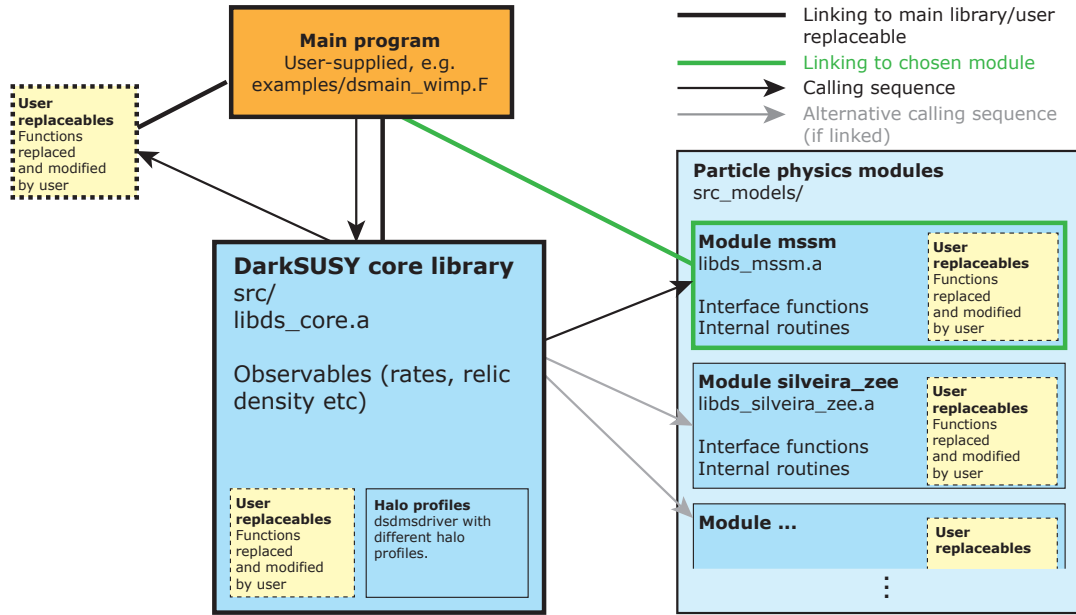 Main program
User-supplied, e.g.
examples/dsmain_wimp.F
Linking to main library/user
replaceable
Linking to chosen module
Calling sequence
Alternative calling sequence
(if linked)
User
replaceables
Functions
replaced
and modified
by user
DarkSUSY core library
src/
libds_core.a
Observables (rates, relic
density etc)
User
replaceables
Functions
replaced
and modified
by user
Halo profiles
dsdmsdriver with
different halo
profiles.
Particle physics modules
src_models/
Module mssm
libds_mssm.a
Interface functions
Internal routines
User
replaceables
Functions
replaced
and modified
by user
Module silveira_zee
libds_silveira_zee.a
Interface functions
Internal routines
User
replaceables
Functions
replaced
and modified
by user
Module ...
User
replaceables
⋮